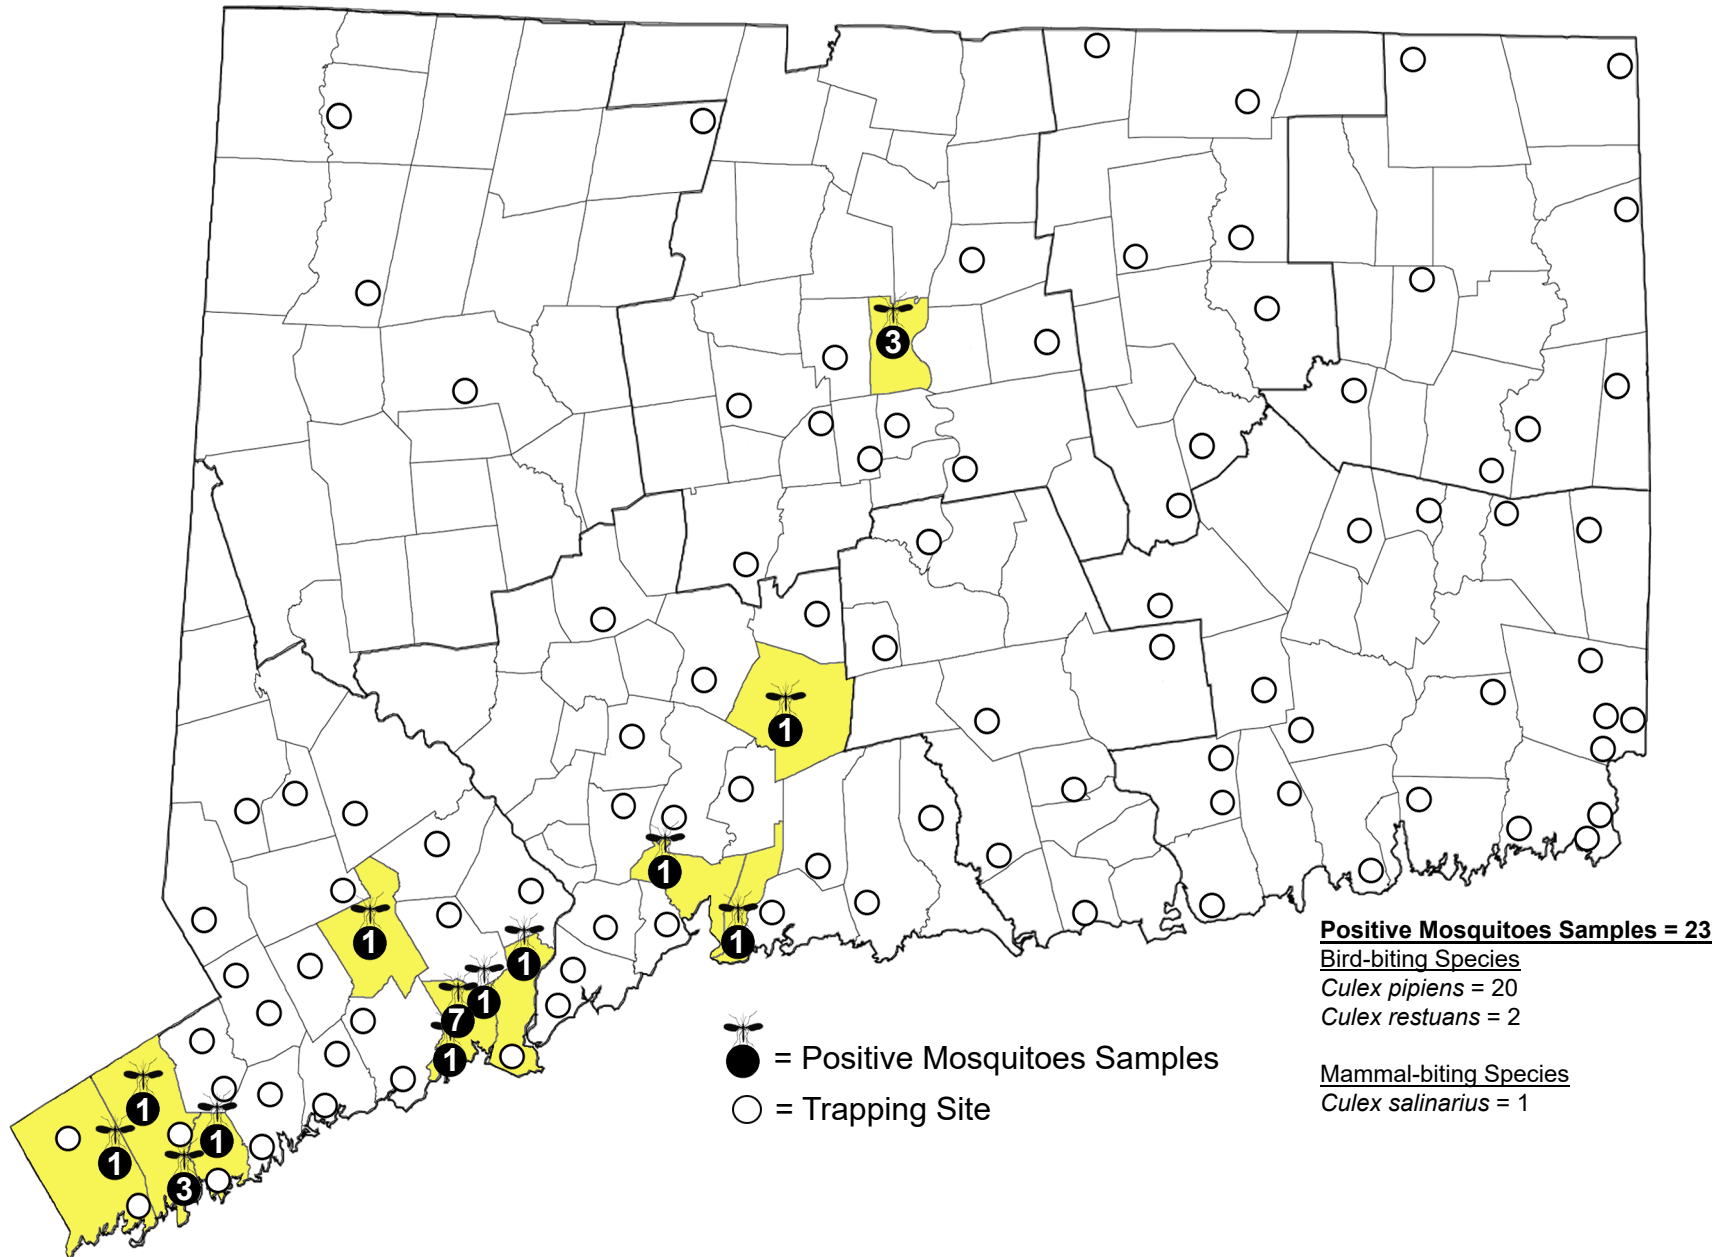 3
1
1
1
1
1
1
7
1
1
1
1
3
Positive Mosquitoes Samples = 23
Bird-biting Species
Culex pipiens = 20
Culex restuans = 2
Mammal-biting Species
Culex salinarius = 1
= Positive Mosquitoes Samples
= Trapping Site